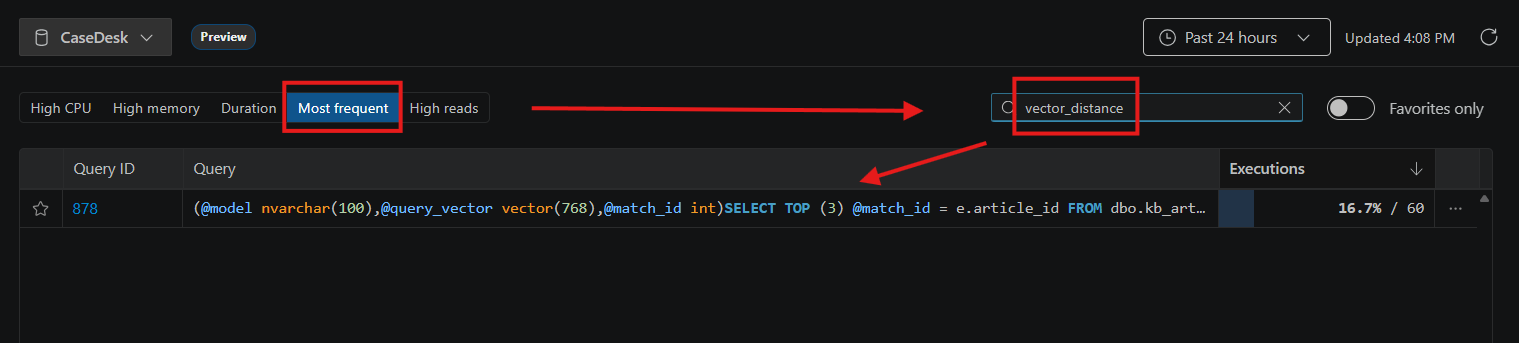 CaseDesk Preview Past 24 hours Updated 4:08 PM
High CPU High memory Duration Most frequent High reads vector_distance Favorites only
Query ID Query Executions
878 (@model nvarchar(100),@query_vector vector(768),@match_id int)SELECT TOP (3) @match_id = e.article_id FROM dbo.kb_art… 16.7% / 60